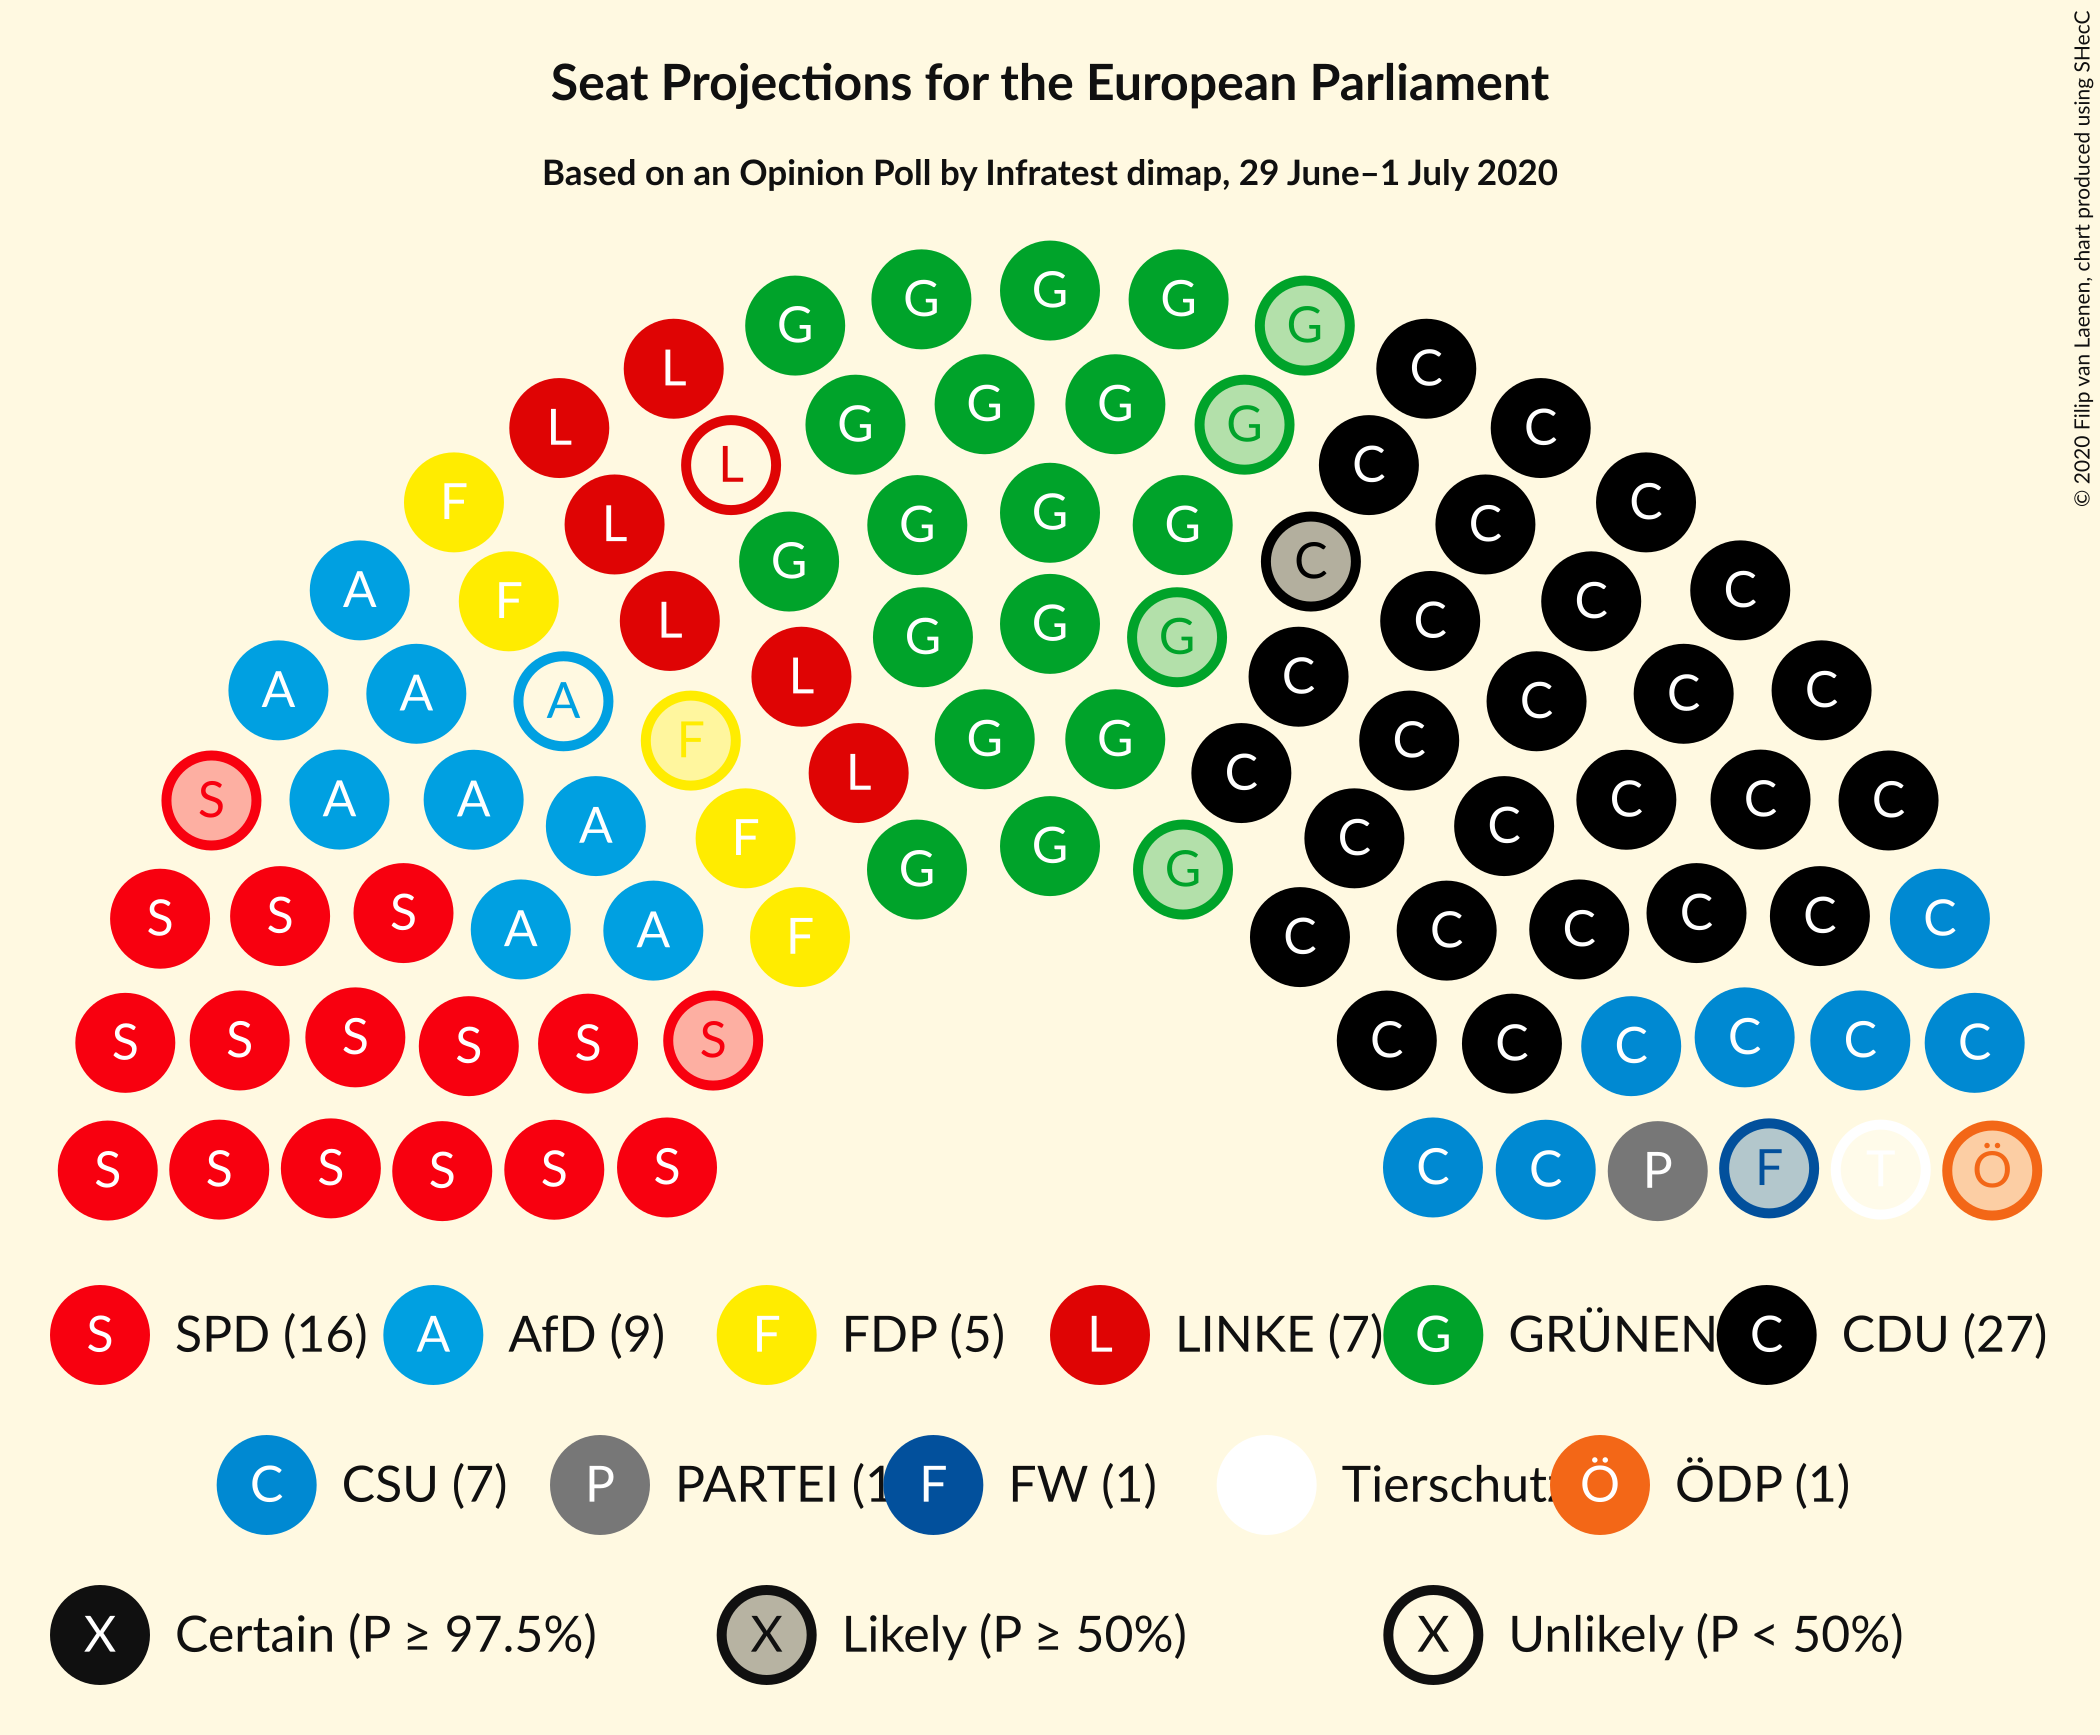 Seat Projections for the European Parliament
Based on an Opinion Poll by Infratest dimap, 29 June–1 July 2020
© 2020 Filip van Laenen, chart produced using SHecC
G G G G G
L G G G G C
L L G G G G C C
F L G G G C C C
A F L G G G C C C C
A A A F L G G C C C C C
S A A A F L G G G C C C C C C
S S S A A F C C C C C C
S S S S S S C C C C C C
S S S S S S C C P F T Ö
S SPD (16) A AfD (9) F FDP (5) L LINKE (7) G GRÜNEN C CDU (27)
C CSU (7) P PARTEI (1 F FW (1) Tierschutz Ö ÖDP (1)
X Certain (P ≥ 97.5%) X Likely (P ≥ 50%) X Unlikely (P < 50%)